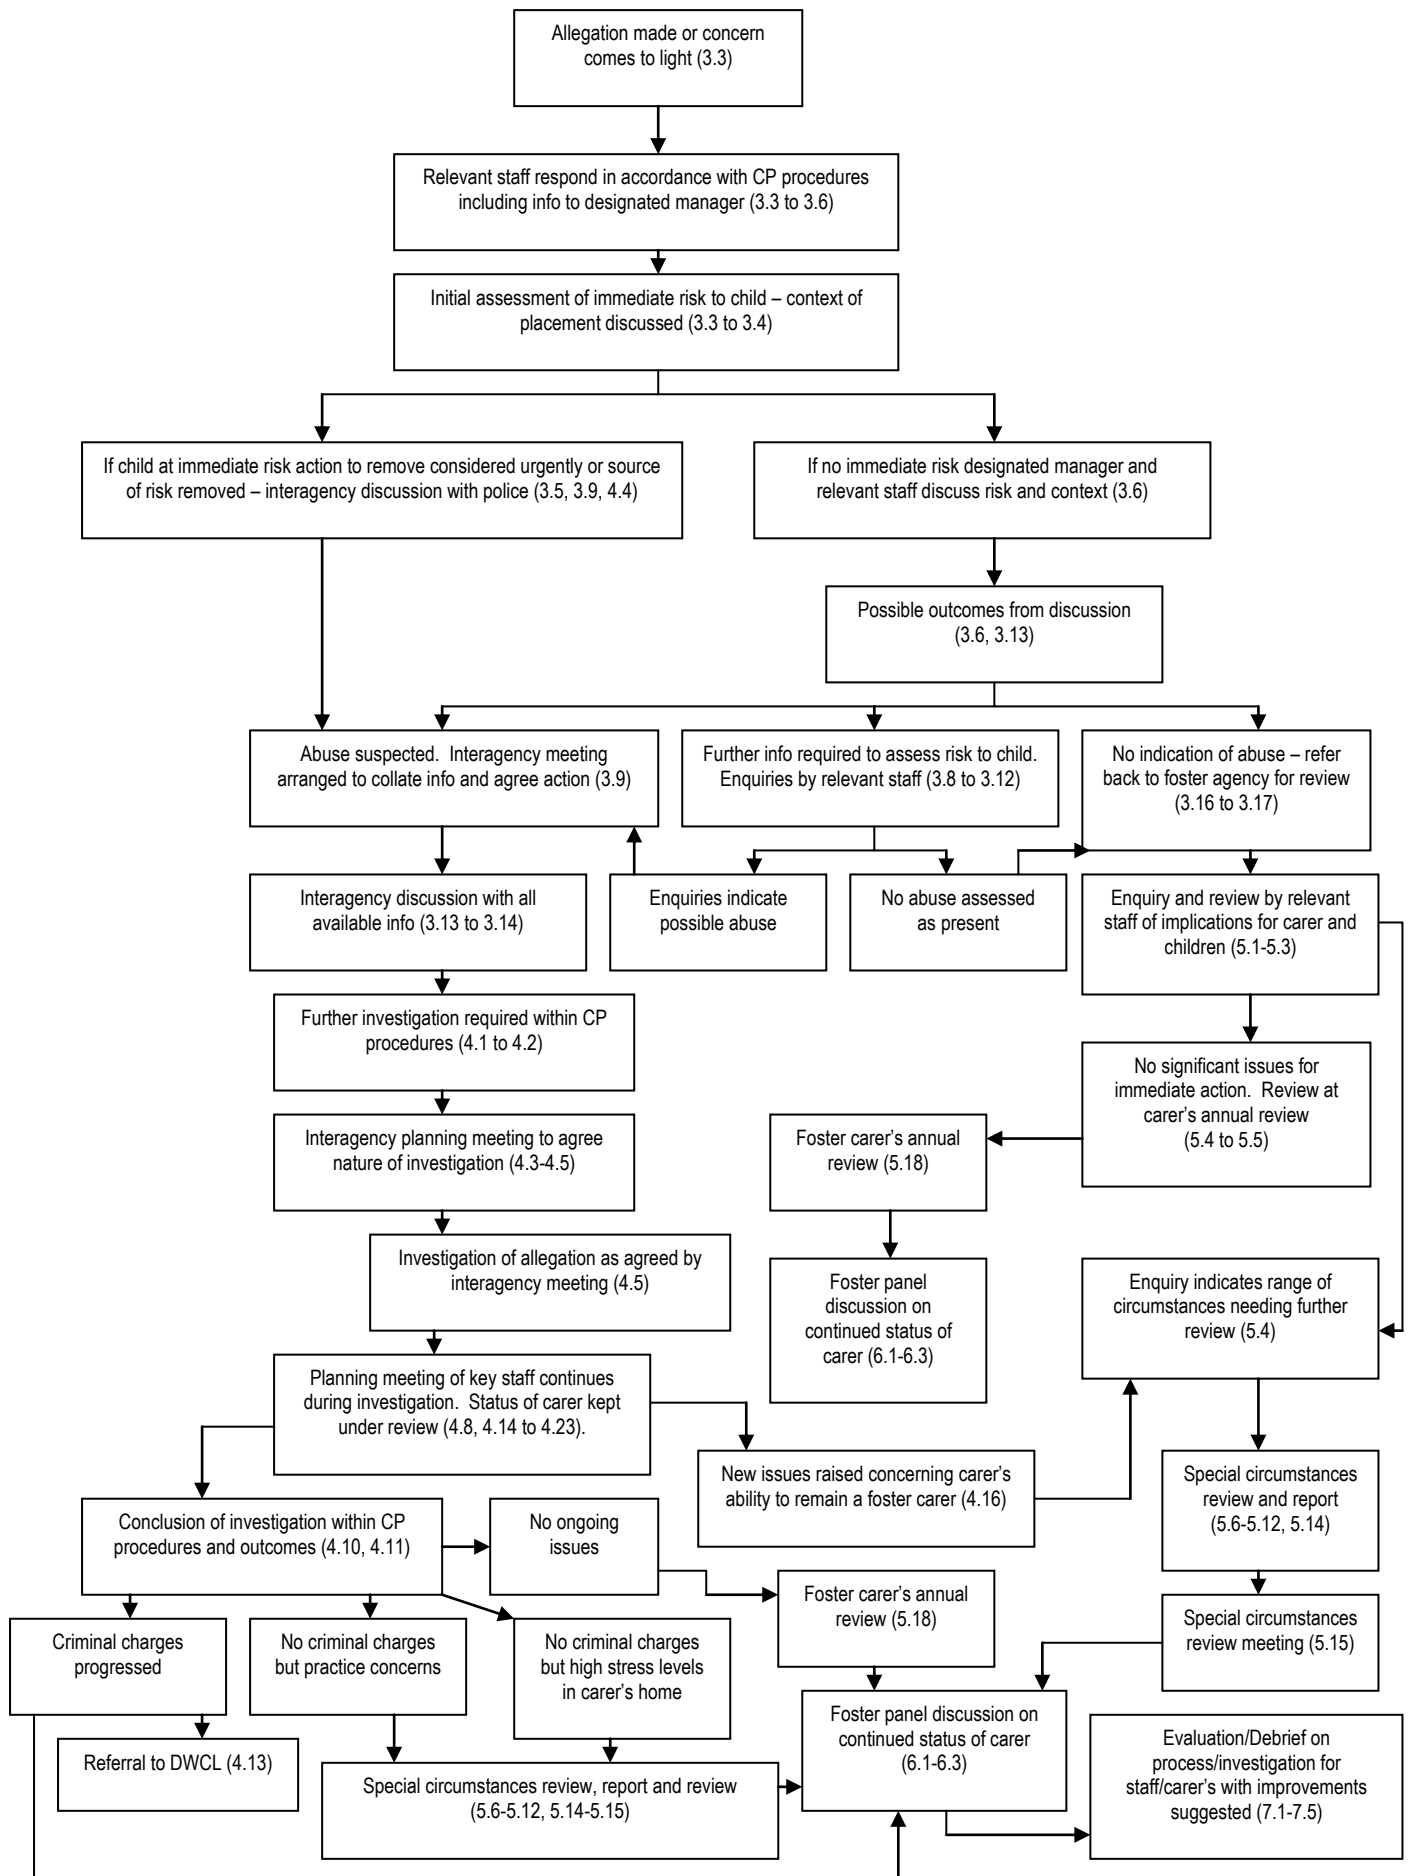 Allegation made or concern
comes to light (3.3)
Relevant staff respond in accordance with CP procedures
including info to designated manager (3.3 to 3.6)
Initial assessment of immediate risk to child – context of
placement discussed (3.3 to 3.4)
If child at immediate risk action to remove considered urgently or source
of risk removed – interagency discussion with police (3.5, 3.9, 4.4)
If no immediate risk designated manager and
relevant staff discuss risk and context (3.6)
Possible outcomes from discussion
(3.6, 3.13)
Abuse suspected.  Interagency meeting
arranged to collate info and agree action (3.9)
Further info required to assess risk to child.
Enquiries by relevant staff (3.8 to 3.12)
No indication of abuse – refer
back to foster agency for review
(3.16 to 3.17)
Interagency discussion with all
available info (3.13 to 3.14)
Enquiries indicate
possible abuse
No abuse assessed
as present
Enquiry and review by relevant
staff of implications for carer and
children (5.1-5.3)
Further investigation required within CP
procedures (4.1 to 4.2)
No significant issues for
immediate action.  Review at
carer's annual review
(5.4 to 5.5)
Interagency planning meeting to agree
nature of investigation (4.3-4.5)
Foster carer's annual
review (5.18)
Investigation of allegation as agreed by
interagency meeting (4.5)
Foster panel
discussion on
continued status of
carer (6.1-6.3)
Enquiry indicates range of
circumstances needing further
review (5.4)
Planning meeting of key staff continues
during investigation.  Status of carer kept
under review (4.8, 4.14 to 4.23).
New issues raised concerning carer's
ability to remain a foster carer (4.16)
Special circumstances
review and report
(5.6-5.12, 5.14)
Conclusion of investigation within CP
procedures and outcomes (4.10, 4.11)
No ongoing
issues
Foster carer's annual
review (5.18)
Special circumstances
review meeting (5.15)
Criminal charges
progressed
No criminal charges
but practice concerns
No criminal charges
but high stress levels
in carer's home
Foster panel discussion on
continued status of carer
(6.1-6.3)
Evaluation/Debrief on
process/investigation for
staff/carer's with improvements
suggested (7.1-7.5)
Referral to DWCL (4.13)
Special circumstances review, report and review
(5.6-5.12, 5.14-5.15)